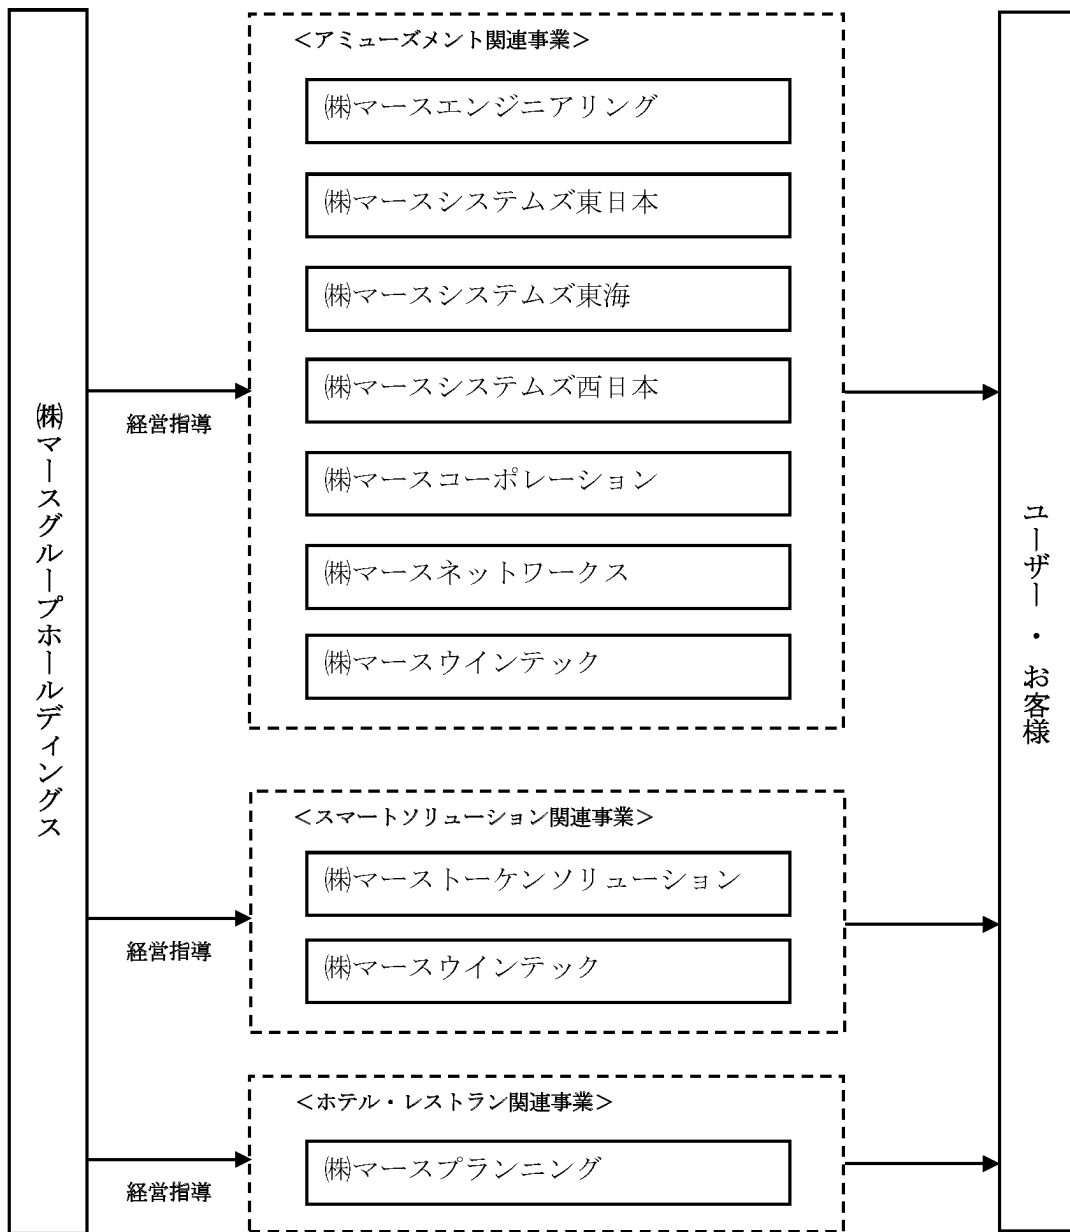 ㈱マースグループホールディングス
経営指導
＜アミューズメント関連事業＞
㈱マースエンジニアリング
㈱マースシステムズ東日本
㈱マースシステムズ東海
㈱マースシステムズ西日本
㈱マースコーポレーション
㈱マースネットワークス
㈱マースウインテック
経営指導
＜スマートソリューション関連事業＞
㈱マーストーケンソリューション
㈱マースウインテック
経営指導
＜ホテル・レストラン関連事業＞
㈱マースプランニング
ユーザー・お客様